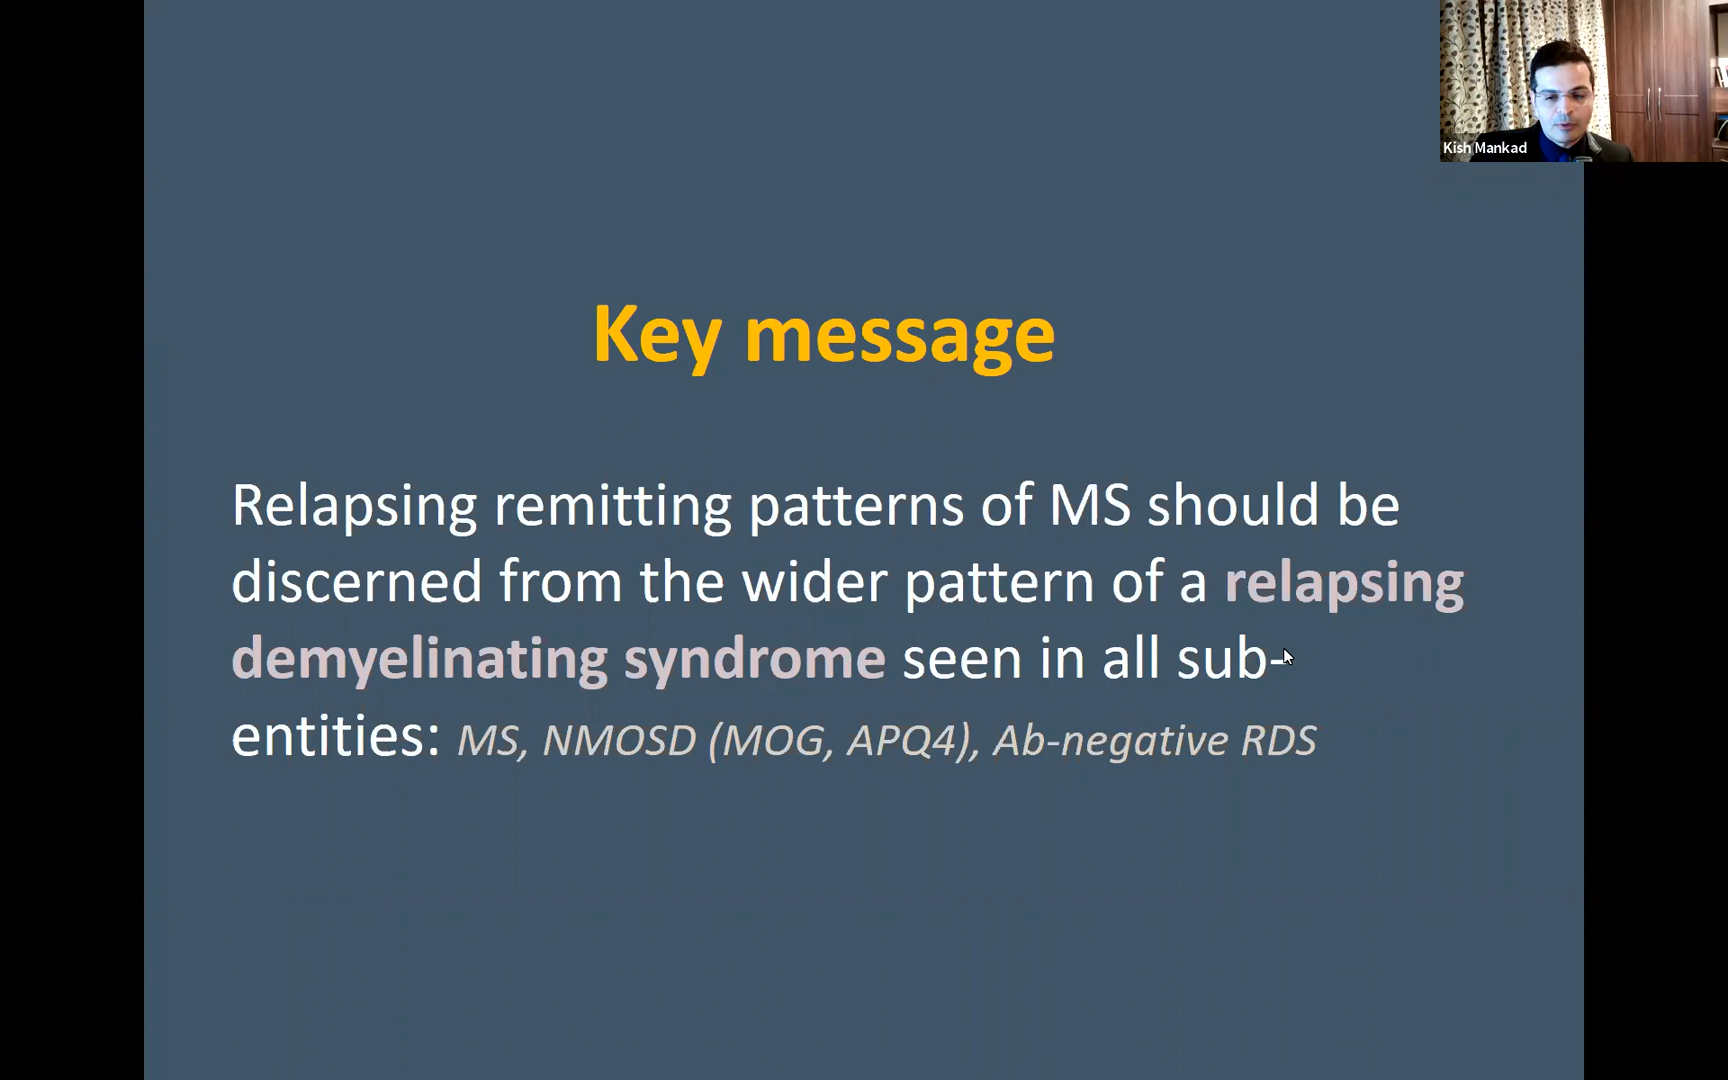 Kish Mankad
Key message
Relapsing remitting patterns of MS should be
discerned from the wider pattern of a relapsing
demyelinating syndrome seen in all sub-
entities: MS, NMOSD (MOG, APQ4), Ab-negative RDS